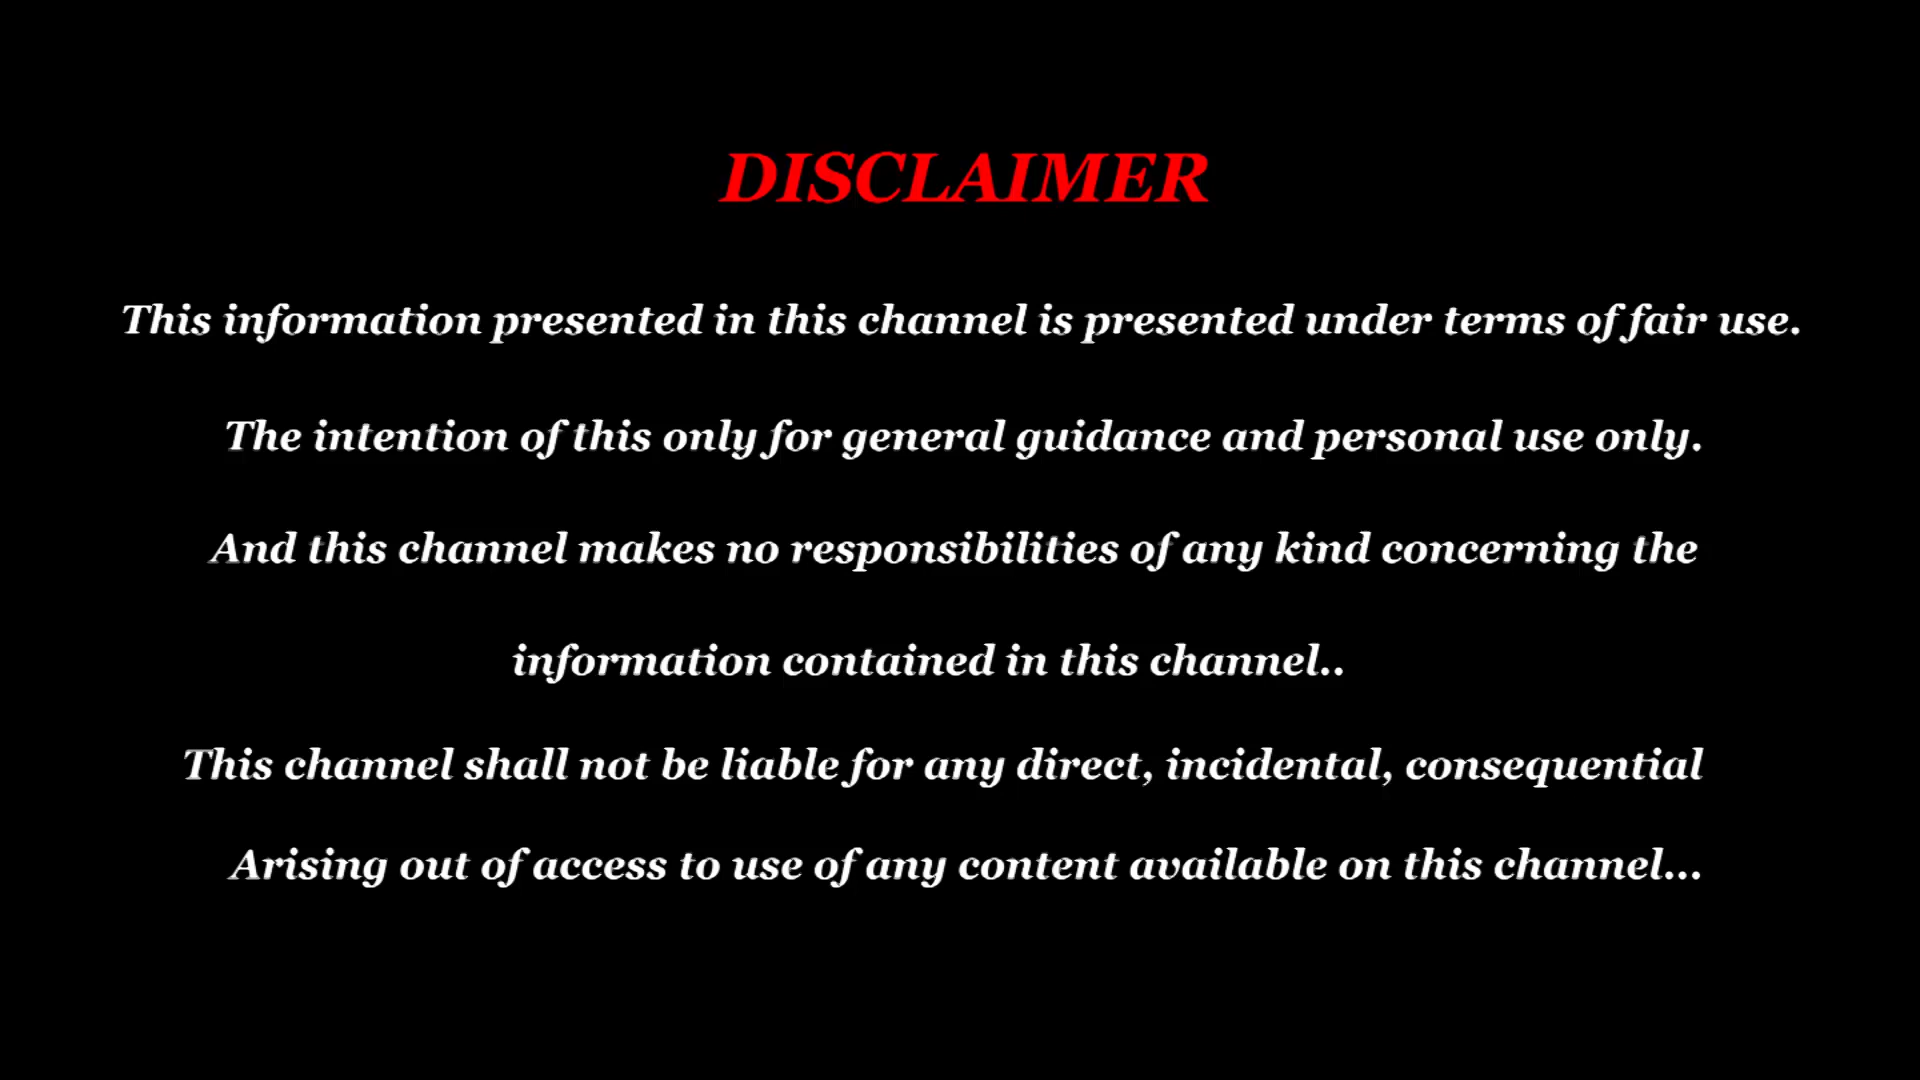 DISCLAIMER
This information presented in this channel is presented under terms of fair use.
The intention of this only for general guidance and personal use only.
And this channel makes no responsibilities of any kind concerning the
information contained in this channel..
This channel shall not be liable for any direct, incidental, consequential
Arising out of access to use of any content available on this channel...